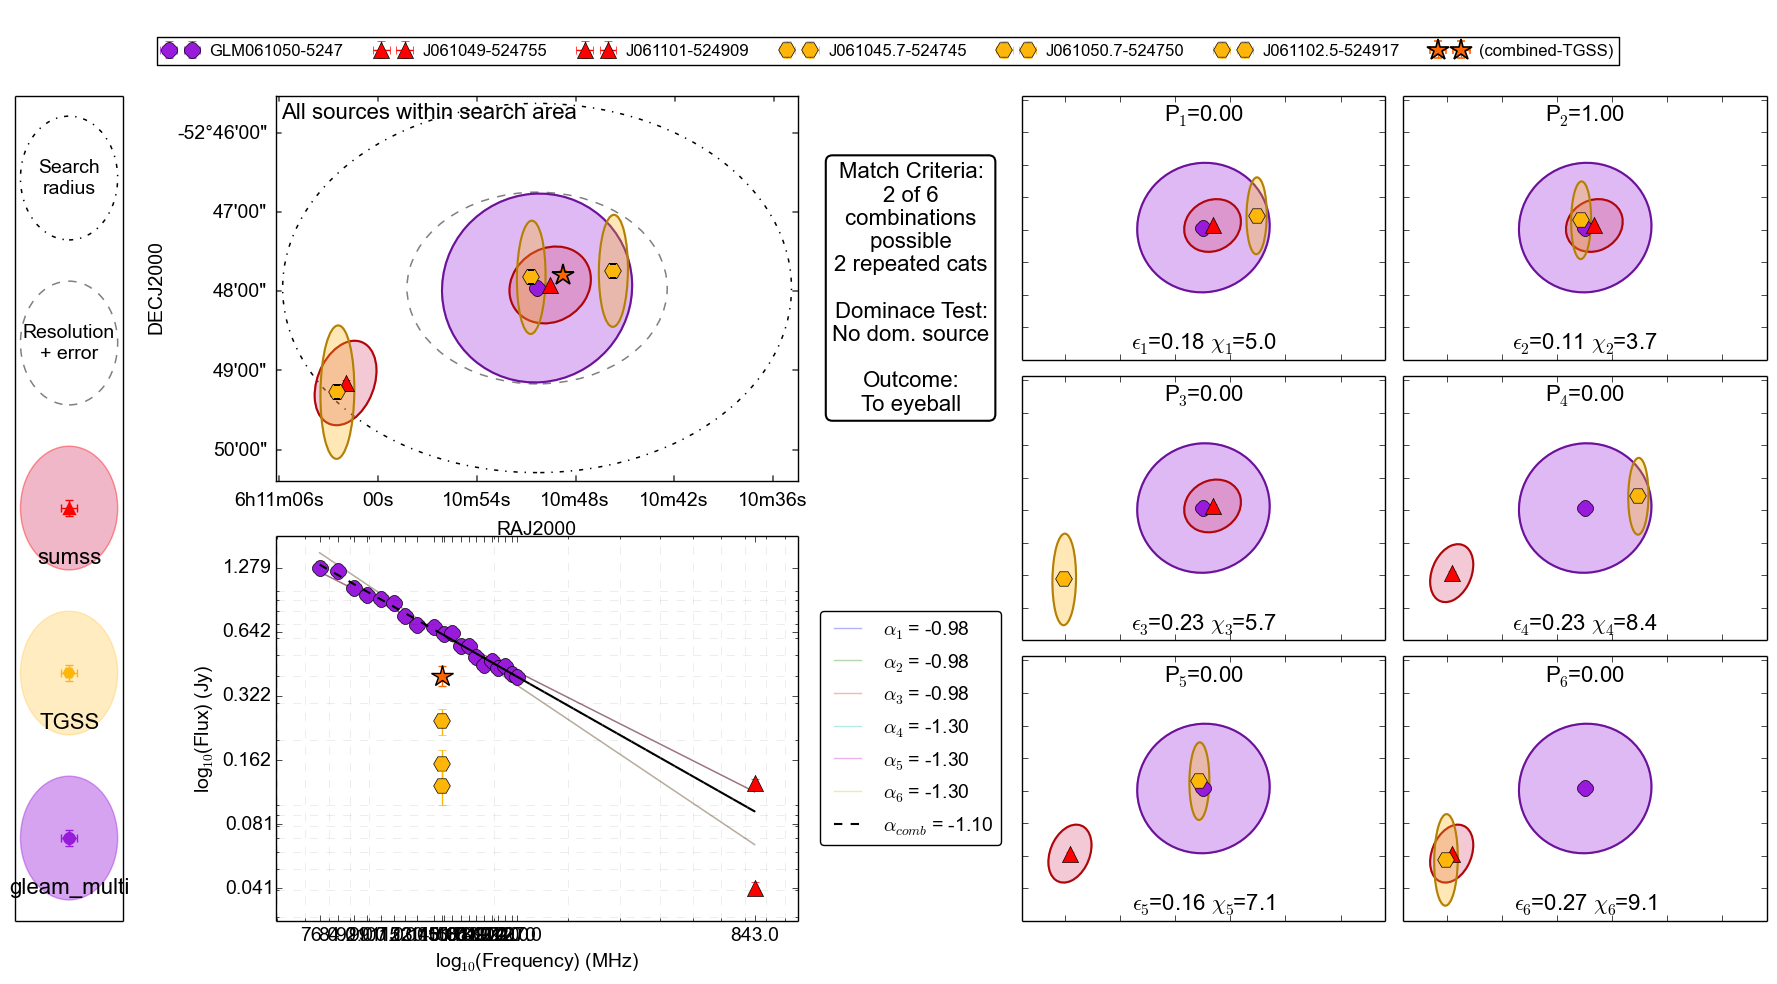 GLM061050-5247 J061049-524755 J061101-524909 J061045.7-524745 J061050.7-524750 J061102.5-524917 (combined-TGSS)
Search
radius
Resolution
+ error
sumss
TGSS
gleam_multi
All sources within search area
DECJ2000
-52°46'00"
47'00"
48'00"
49'00"
50'00"
6h11m06s 00s 10m54s 10m48s 10m42s 10m36s
RAJ2000
Match Criteria:
2 of 6
combinations
possible
2 repeated cats
Dominace Test:
No dom. source
Outcome:
To eyeball
log₁₀(Flux) (Jy)
1.279
0.642
0.322
0.162
0.081
0.041
843.0
log₁₀(Frequency) (MHz)
α₁ = -0.98
α₂ = -0.98
α₃ = -0.98
α₄ = -1.30
α₅ = -1.30
α₆ = -1.30
α_comb = -1.10
P₁=0.00
ϵ₁=0.18 χ₁=5.0
P₂=1.00
ϵ₂=0.11 χ₂=3.7
P₃=0.00
ϵ₃=0.23 χ₃=5.7
P₄=0.00
ϵ₄=0.23 χ₄=8.4
P₅=0.00
ϵ₅=0.16 χ₅=7.1
P₆=0.00
ϵ₆=0.27 χ₆=9.1